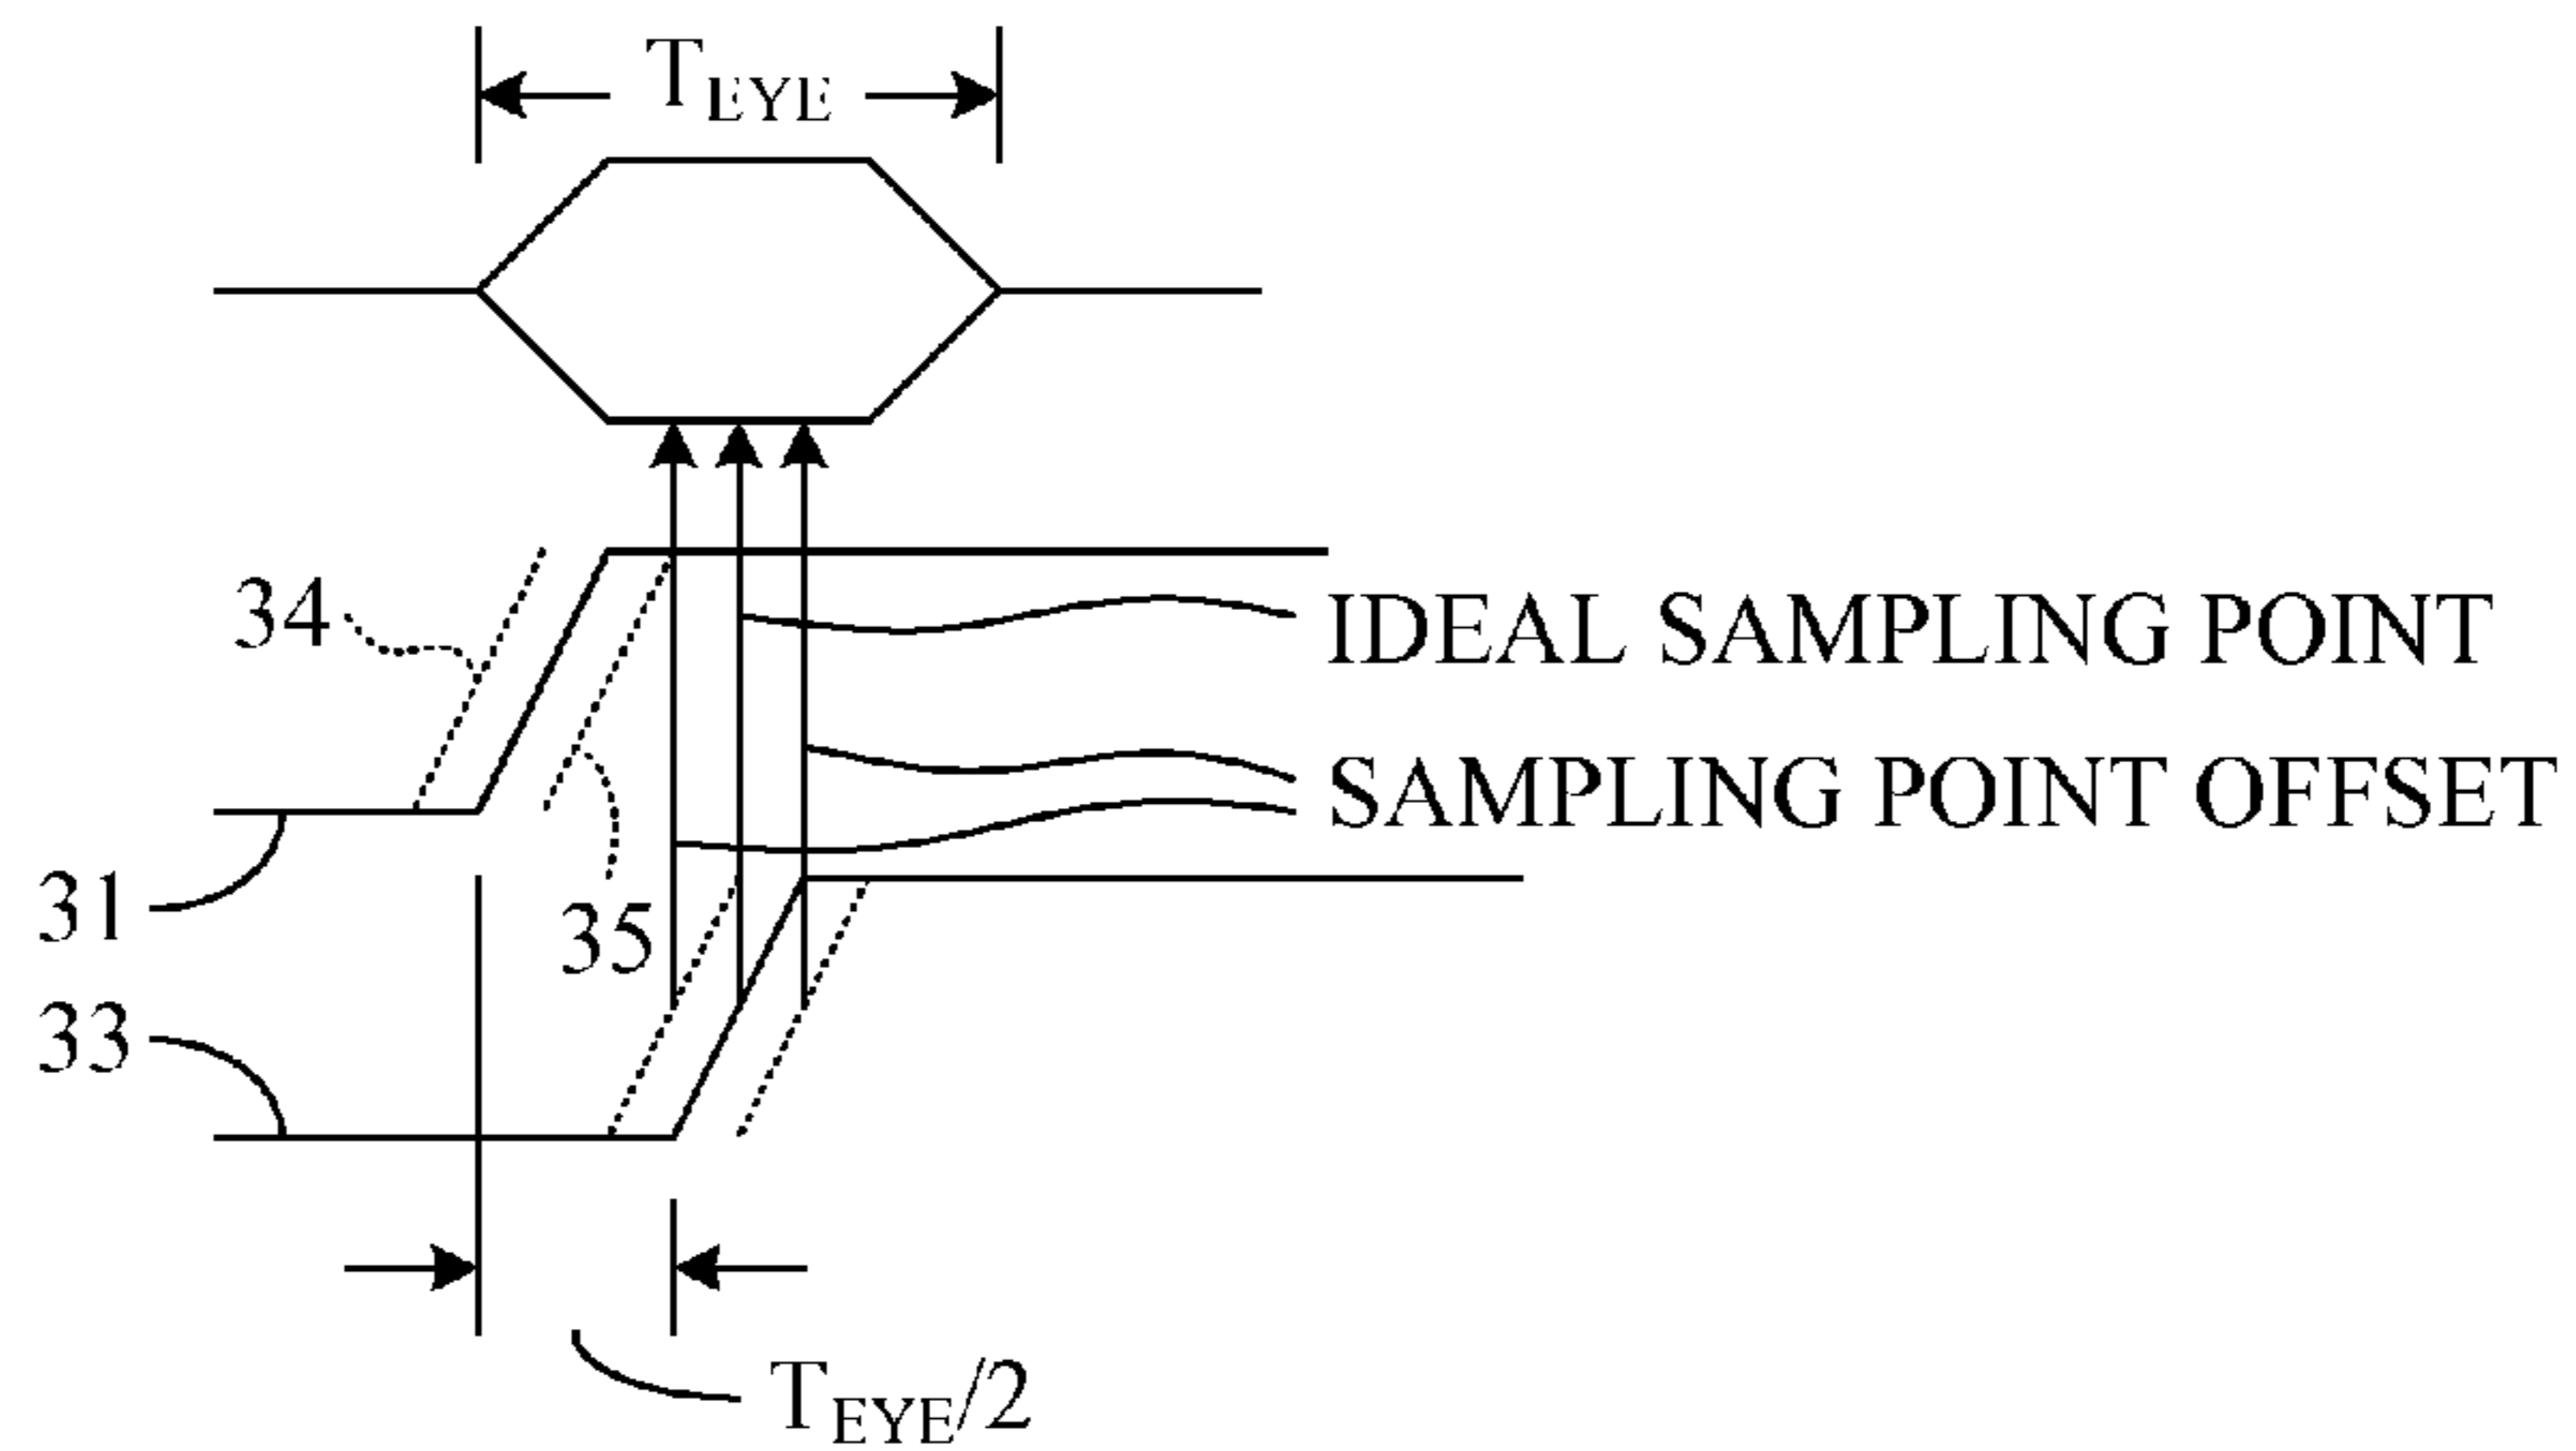 TEYE
34
IDEAL SAMPLING POINT
SAMPLING POINT OFFSET
31
35
33
TEYE/2